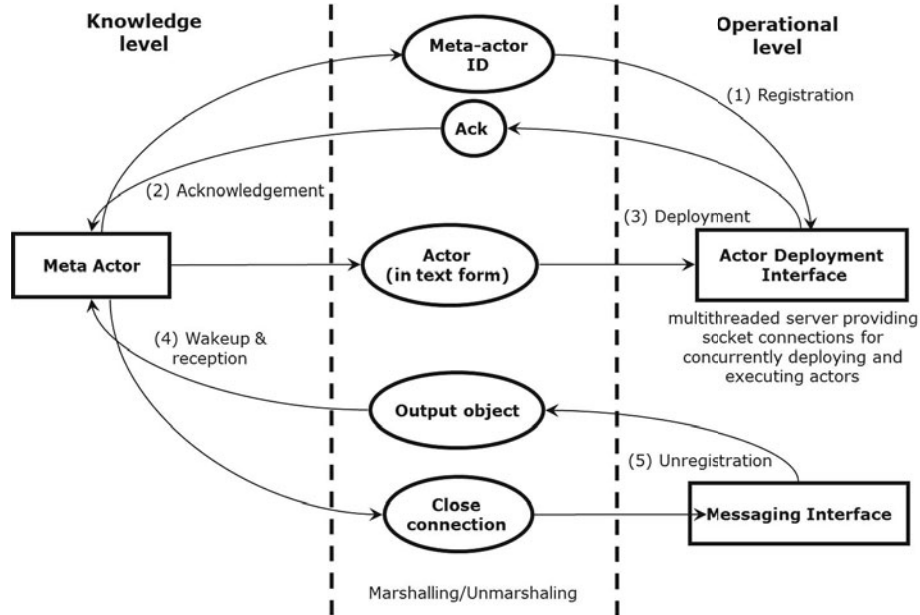 Knowledge
level
Meta-actor
ID
Operational
level
(1) Registration
Ack
(2) Acknowledgement
(3) Deployment
Meta Actor
Actor
(in text form)
Actor Deployment
Interface
multithreaded server providing
socket connections for
concurrently deploying and
executing actors
(4) Wakeup &
reception
Output object
(5) Unregistration
Close
connection
Messaging Interface
Marshalling/Unmarshaling